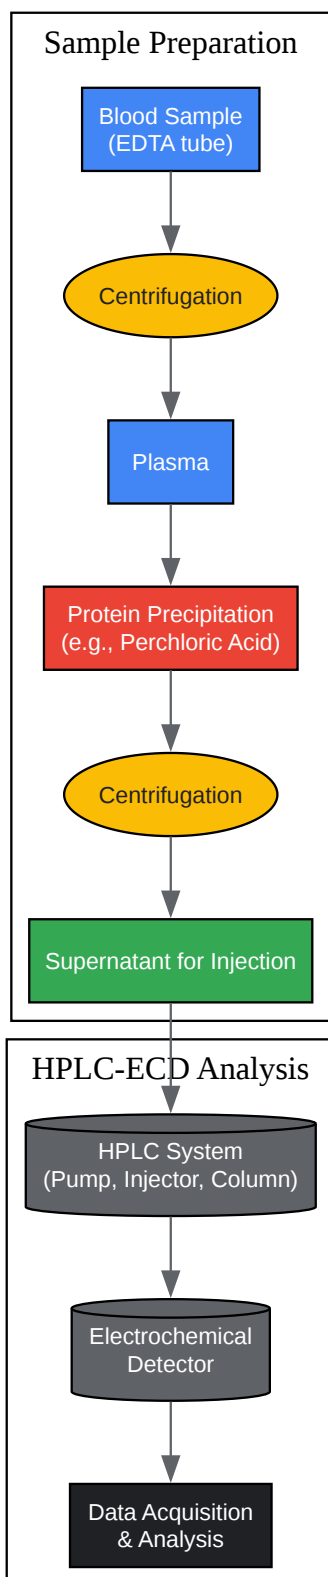 Sample Preparation
Blood Sample
(EDTA tube)
Centrifugation
Plasma
Protein Precipitation
(e.g., Perchloric Acid)
Centrifugation
Supernatant for Injection
HPLC-ECD Analysis
HPLC System
(Pump, Injector, Column)
Electrochemical
Detector
Data Acquisition
& Analysis